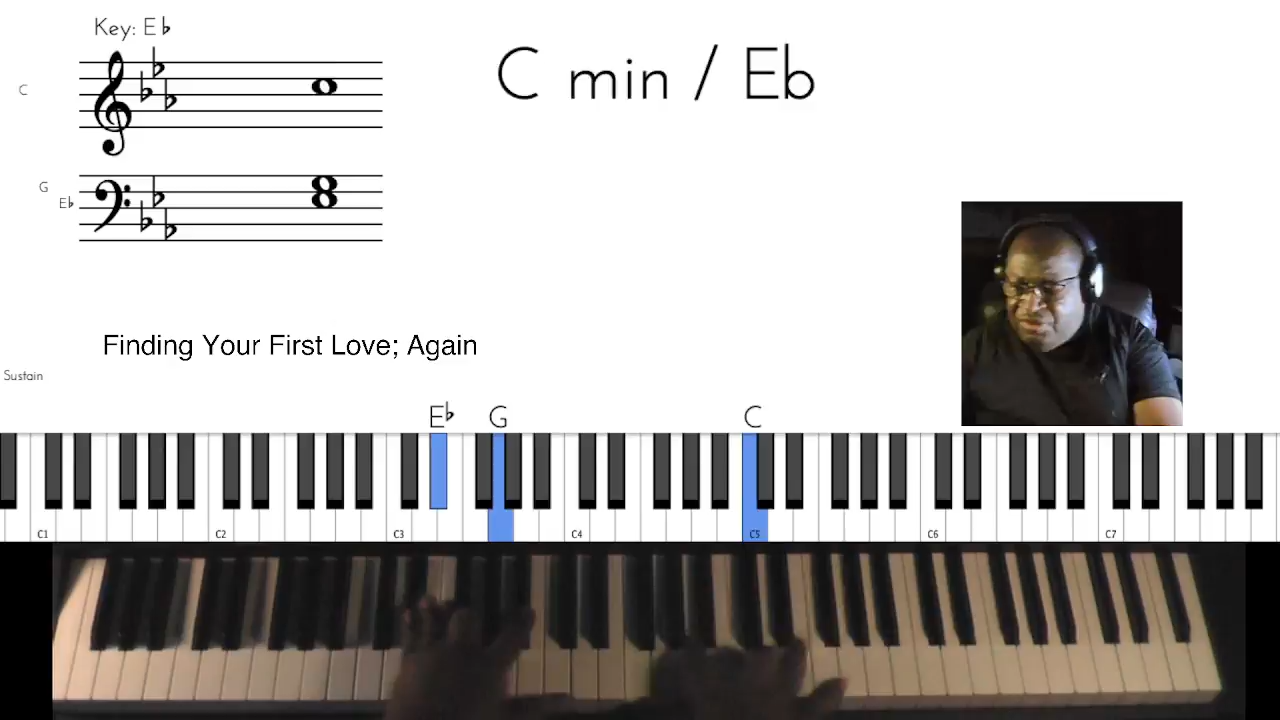 Key: E♭
C min / Eb
C
G
E♭
Finding Your First Love; Again
Sustain
E♭ G C
C1 C2 C3 C4 C5 C6 C7